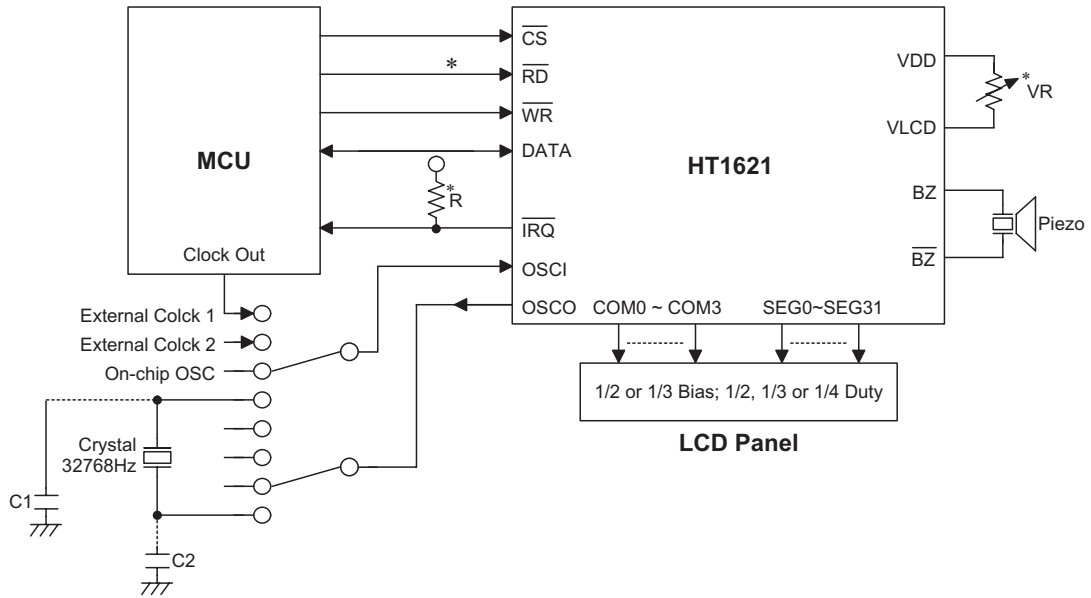 MCU
Clock Out
*
*
R
CS
RD
WR
DATA
IRQ
OSCI
OSCO
HT1621
VDD
*
VR
VLCD
BZ
Piezo
BZ
COM0 ~ COM3
SEG0~SEG31
1/2 or 1/3 Bias; 1/2, 1/3 or 1/4 Duty
LCD Panel
External Colck 1
External Colck 2
On-chip OSC
Crystal
32768Hz
C1
C2